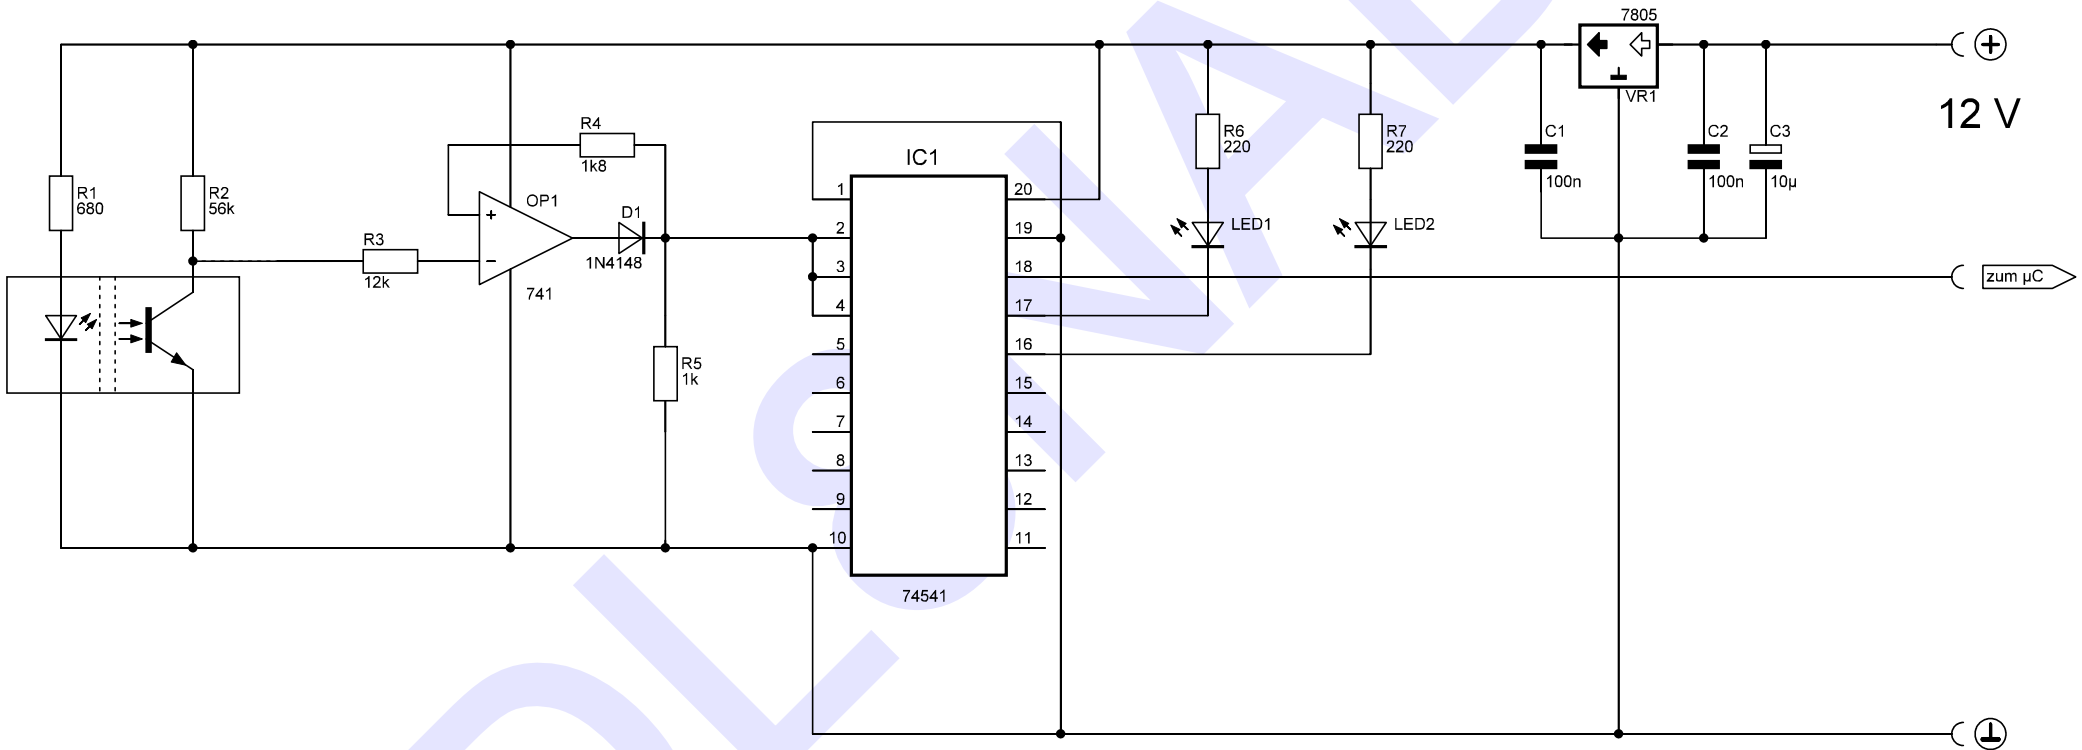 7805
VR1
12 V
R1
680
R2
56k
R3
12k
R4
1k8
OP1
+
−
741
D1
1N4148
R5
1k
IC1
1
2
3
4
5
6
7
8
9
10
20
19
18
17
16
15
14
13
12
11
74541
R6
220
R7
220
LED1
LED2
C1
100n
C2
100n
C3
10µ
zum µC